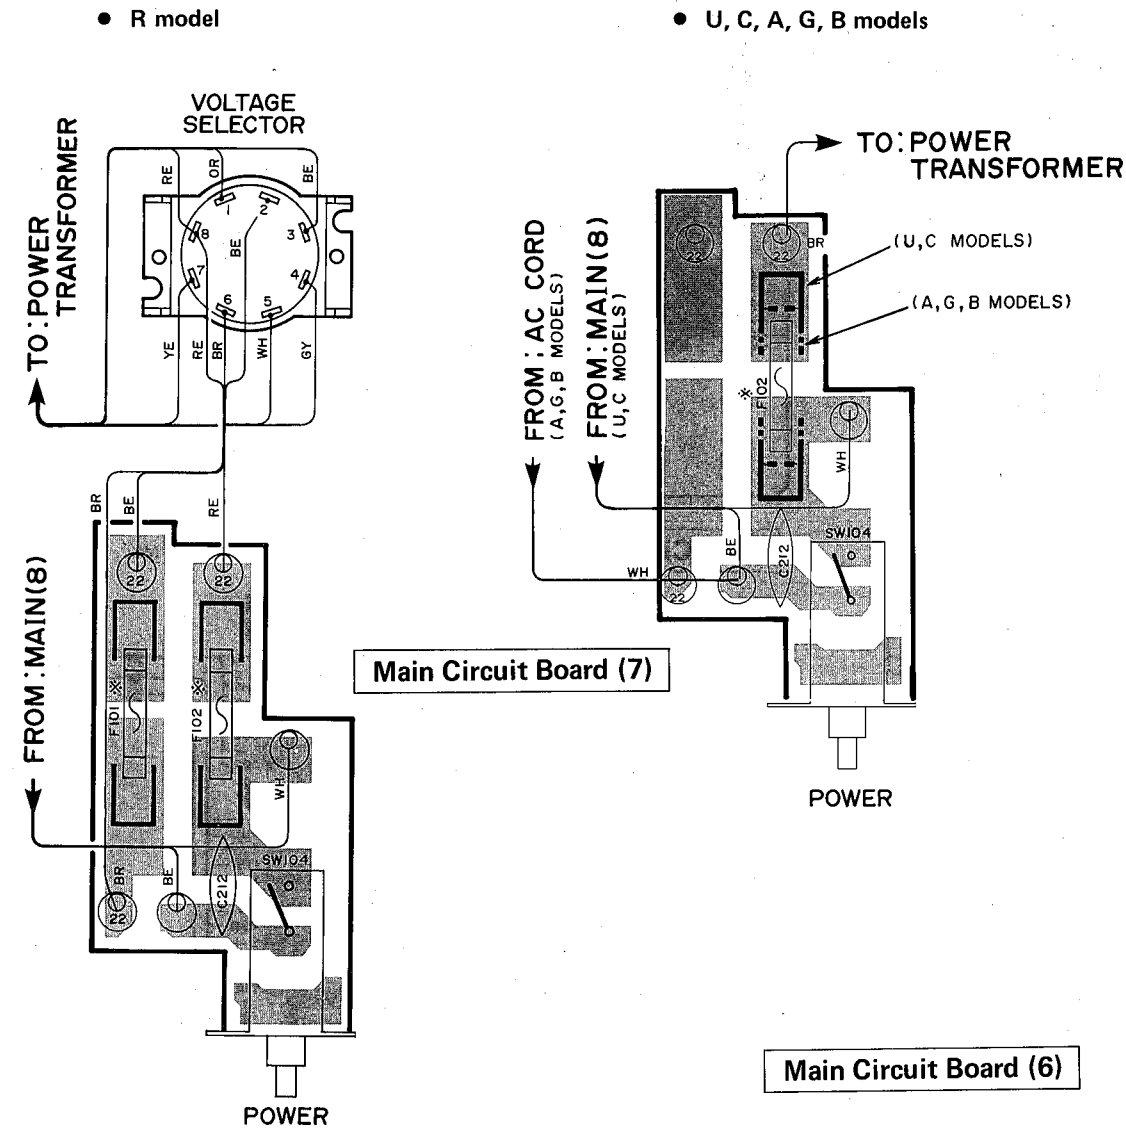 ● R model
VOLTAGE
SELECTOR
TO:POWER
TRANSFORMER
RE
OR
BE
1
2
8
3
BE
7
4
6
5
YE
RE
BR
WH
GY
BR
BE
RE
FROM:MAIN(8)
22
22
F101 ※
F102 ※
WH
BR
BE
C212
SW104
22
POWER
● U, C, A, G, B models
TO:POWER
TRANSFORMER
FROM:AC CORD
(A,G,B MODELS)
FROM:MAIN(8)
(U,C MODELS)
22
22
BR
(U,C MODELS)
(A,G,B MODELS)
※ F102
WH
BE
C212
SW104
WH
22
POWER
Main Circuit Board (7)
Main Circuit Board (6)